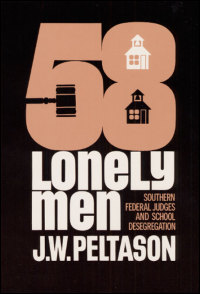 58
LONELY
men
SOUTHERN
FEDERAL JUDGES
AND SCHOOL
DESEGREGATION
J.W. PELTASON